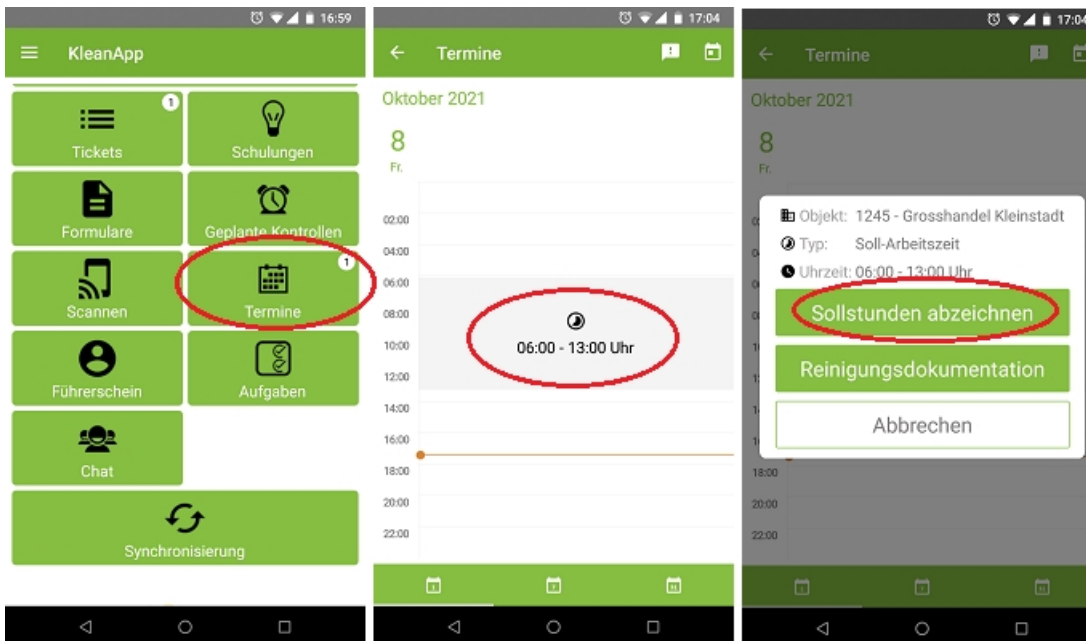 16:59
KleanApp
1
Tickets
Schulungen
Formulare
Geplante Kontrollen
Scannen
1
Termine
Führerschein
Aufgaben
Chat
Synchronisierung
17:04
Termine
Oktober 2021
8
Fr.
02:00
04:00
06:00
08:00
10:00
06:00 - 13:00 Uhr
12:00
14:00
16:00
18:00
20:00
22:00
17:04
Termine
Oktober 2021
8
Fr.
Objekt: 1245 - Grosshandel Kleinstadt
Typ: Soll-Arbeitszeit
Uhrzeit: 06:00 - 13:00 Uhr
Sollstunden abzeichnen
Reinigungsdokumentation
Abbrechen
18:00
20:00
22:00